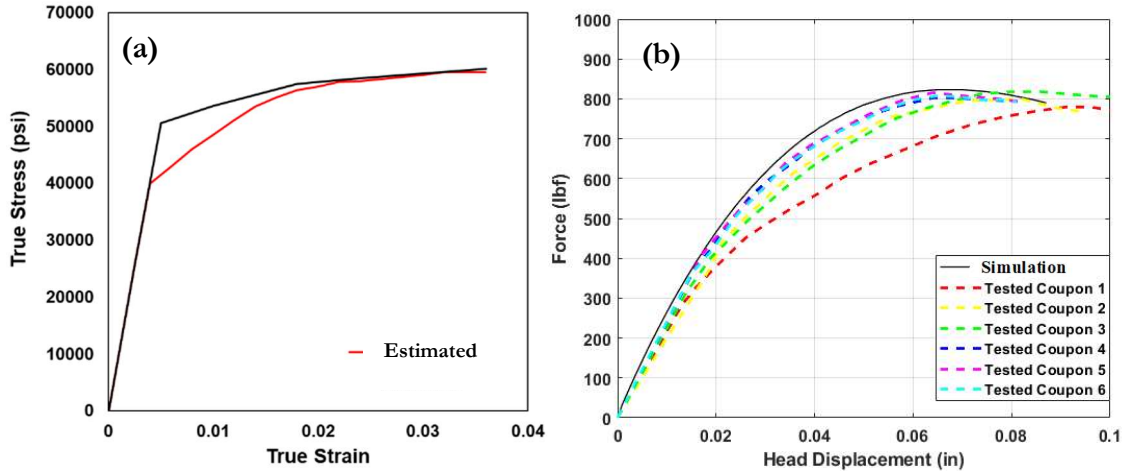 (a)
70000
60000
50000
40000
30000
20000
10000
0
0
0.01
0.02
0.03
0.04
True Stress (psi)
True Strain
Estimated
(b)
1000
900
800
700
600
500
400
300
200
100
0
0
0.02
0.04
0.06
0.08
0.1
Force (lbf)
Head Displacement (in)
Simulation
Tested Coupon 1
Tested Coupon 2
Tested Coupon 3
Tested Coupon 4
Tested Coupon 5
Tested Coupon 6